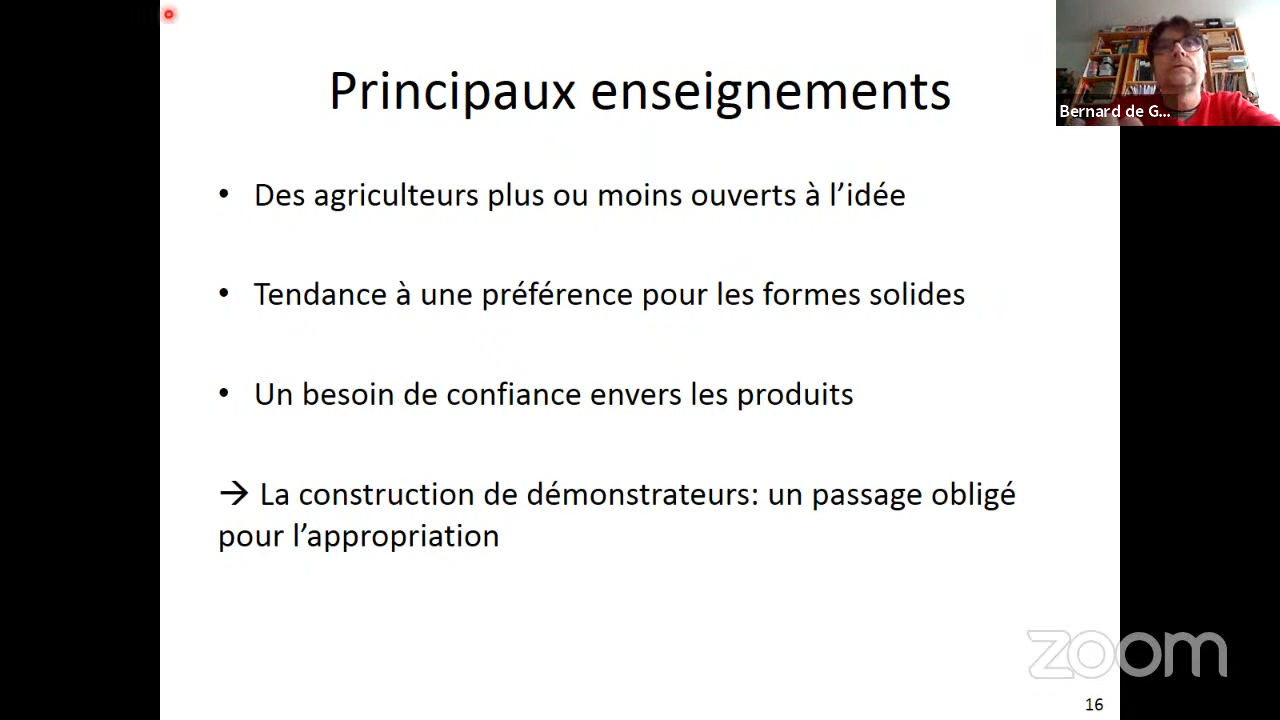 Principaux enseignements
Bernard de G...
• Des agriculteurs plus ou moins ouverts à l’idée
• Tendance à une préférence pour les formes solides
• Un besoin de confiance envers les produits
→ La construction de démonstrateurs: un passage obligé
pour l’appropriation
zoom
16